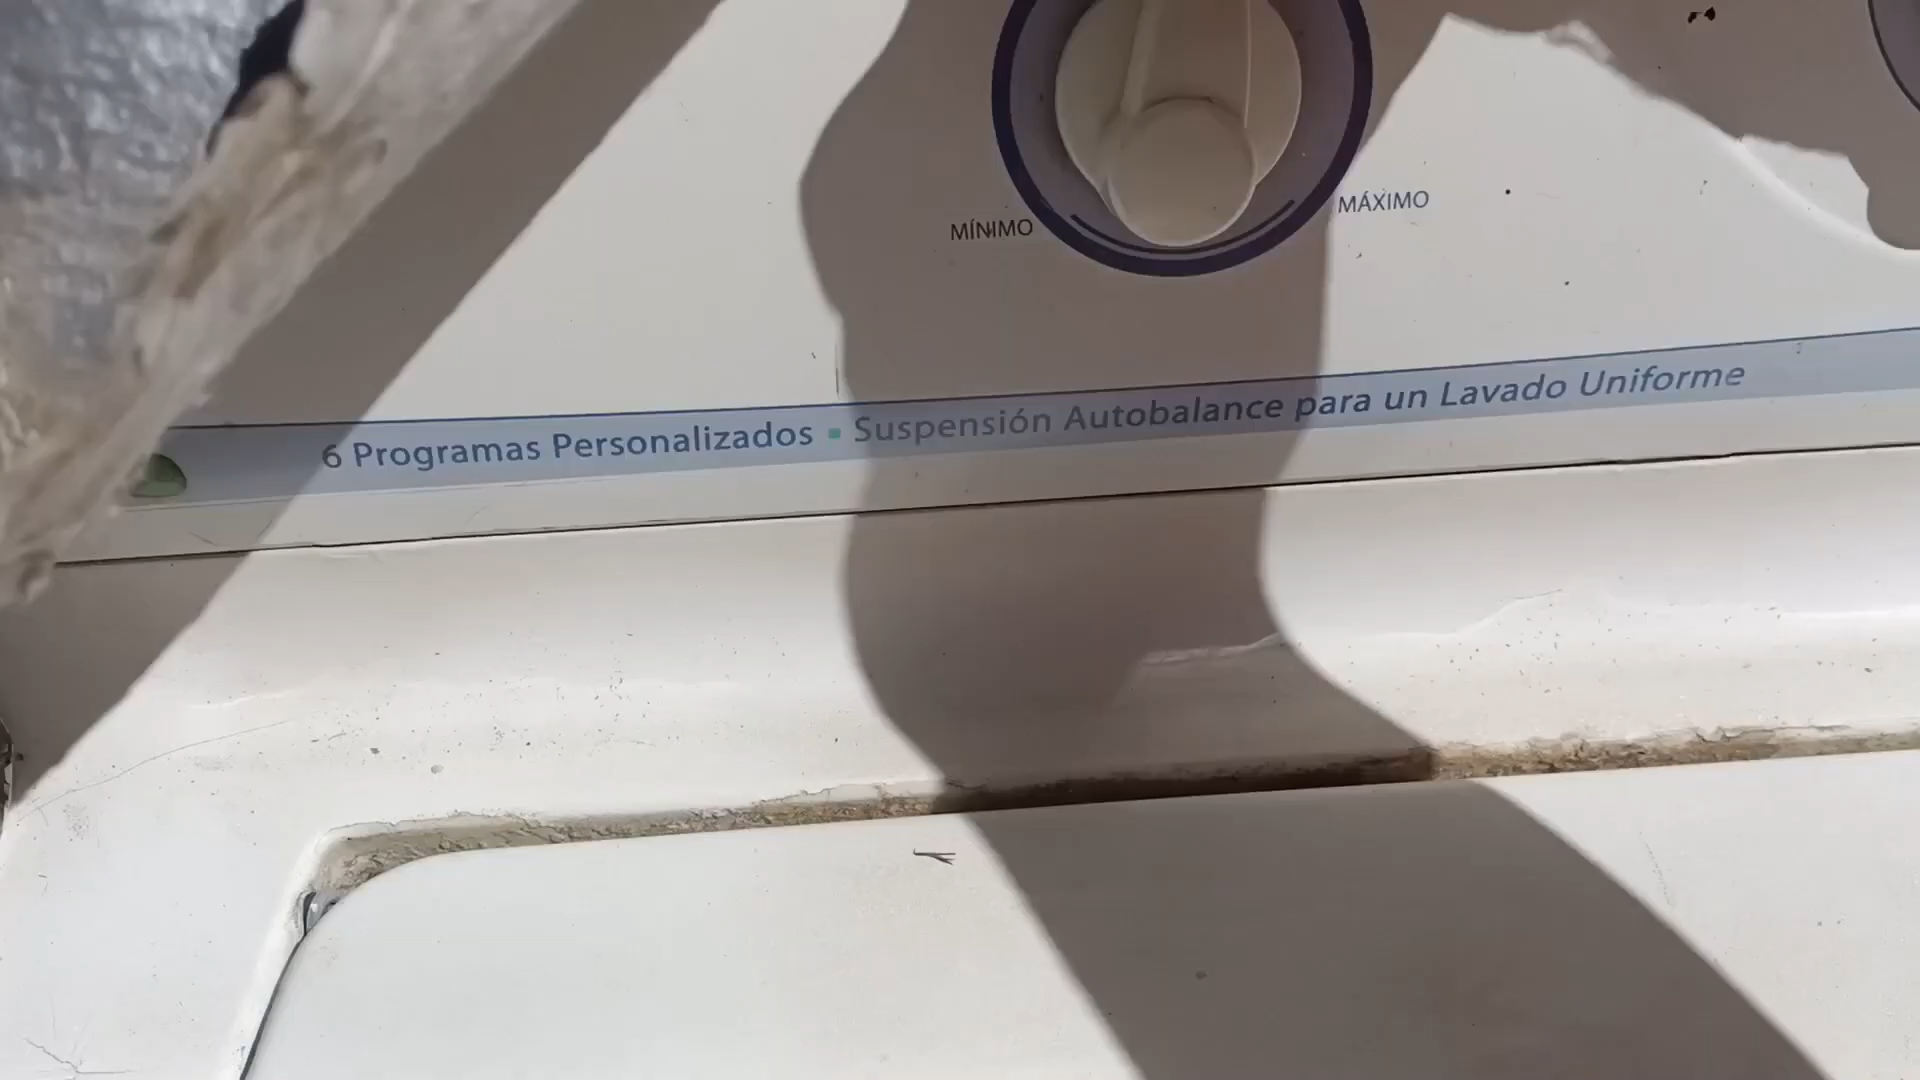 MÍNIMO
MÁXIMO
6 Programas Personalizados ▪ Suspensión Autobalance para un Lavado Uniforme